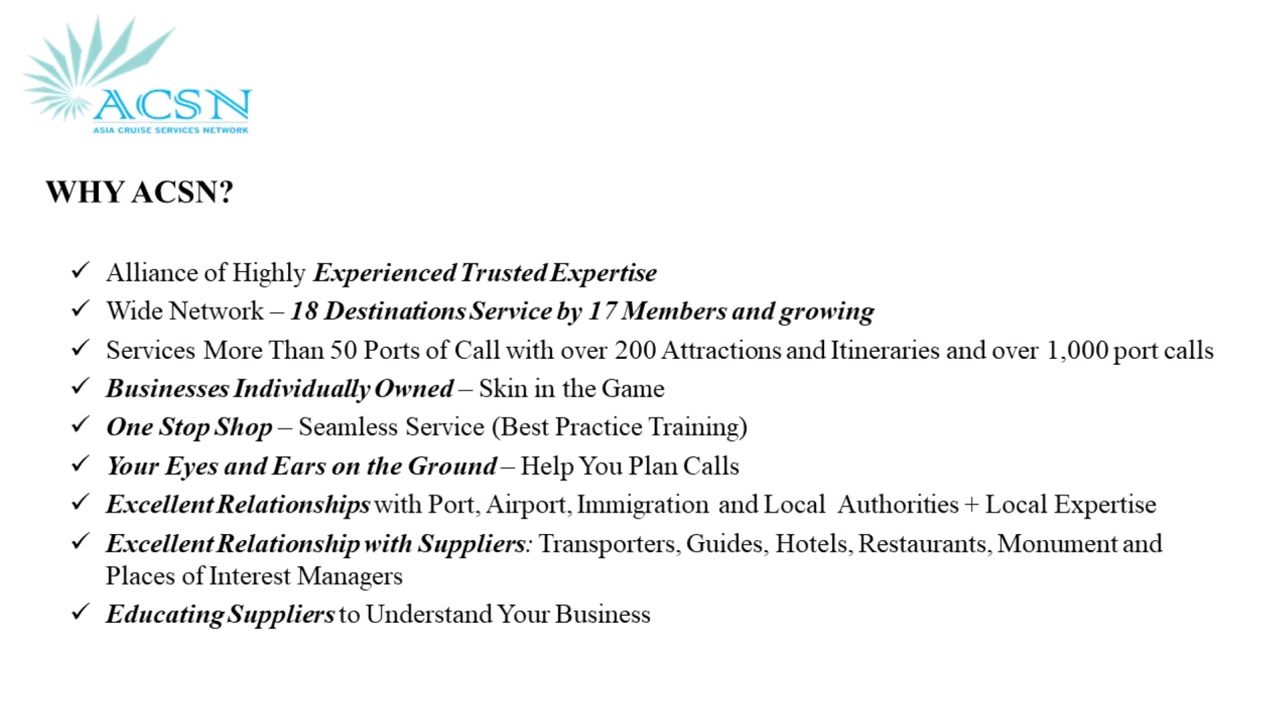 ACSN
ASIA CRUISE SERVICES NETWORK
WHY ACSN?
✓ Alliance of Highly Experienced Trusted Expertise
✓ Wide Network – 18 Destinations Service by 17 Members and growing
✓ Services More Than 50 Ports of Call with over 200 Attractions and Itineraries and over 1,000 port calls
✓ Businesses Individually Owned – Skin in the Game
✓ One Stop Shop – Seamless Service (Best Practice Training)
✓ Your Eyes and Ears on the Ground – Help You Plan Calls
✓ Excellent Relationships with Port, Airport, Immigration and Local Authorities + Local Expertise
✓ Excellent Relationship with Suppliers: Transporters, Guides, Hotels, Restaurants, Monument and
Places of Interest Managers
✓ Educating Suppliers to Understand Your Business